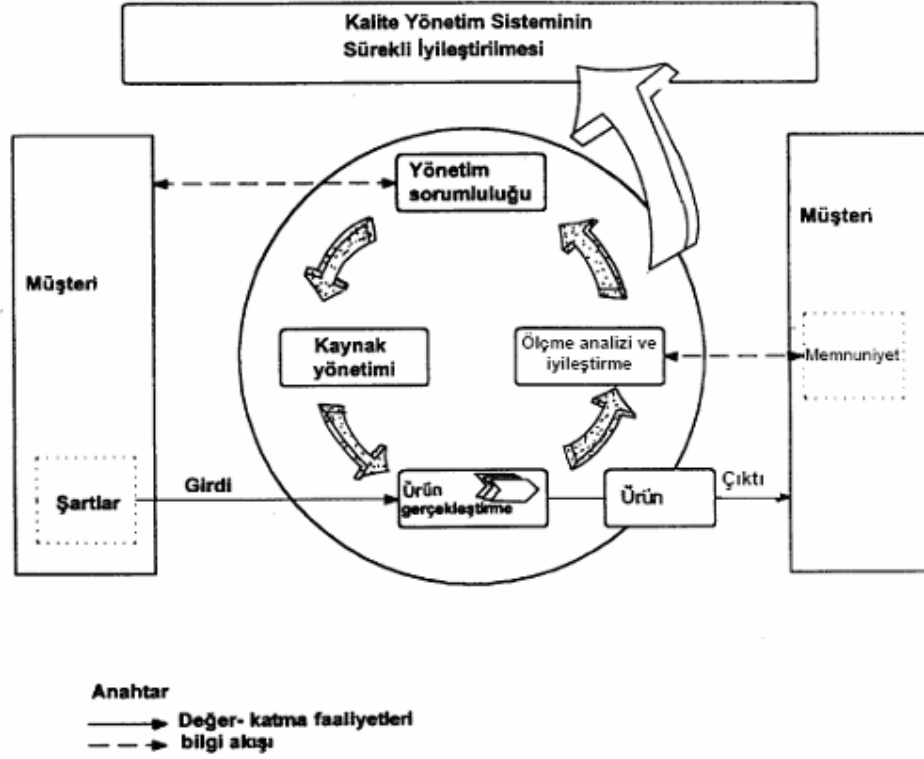 Kalite Yönetim Sisteminin
Sürekli İyileştirilmesi
Yönetim
sorumluluğu
Müşteri
Müşteri
Kaynak
yönetimi
Ölçme analizi ve
iyileştirme
Memnuniyet
Şartlar
Girdi
Ürün
gerçekleştirme
Ürün
Çıktı
Anahtar
Değer- katma faaliyetleri
bilgi akışı